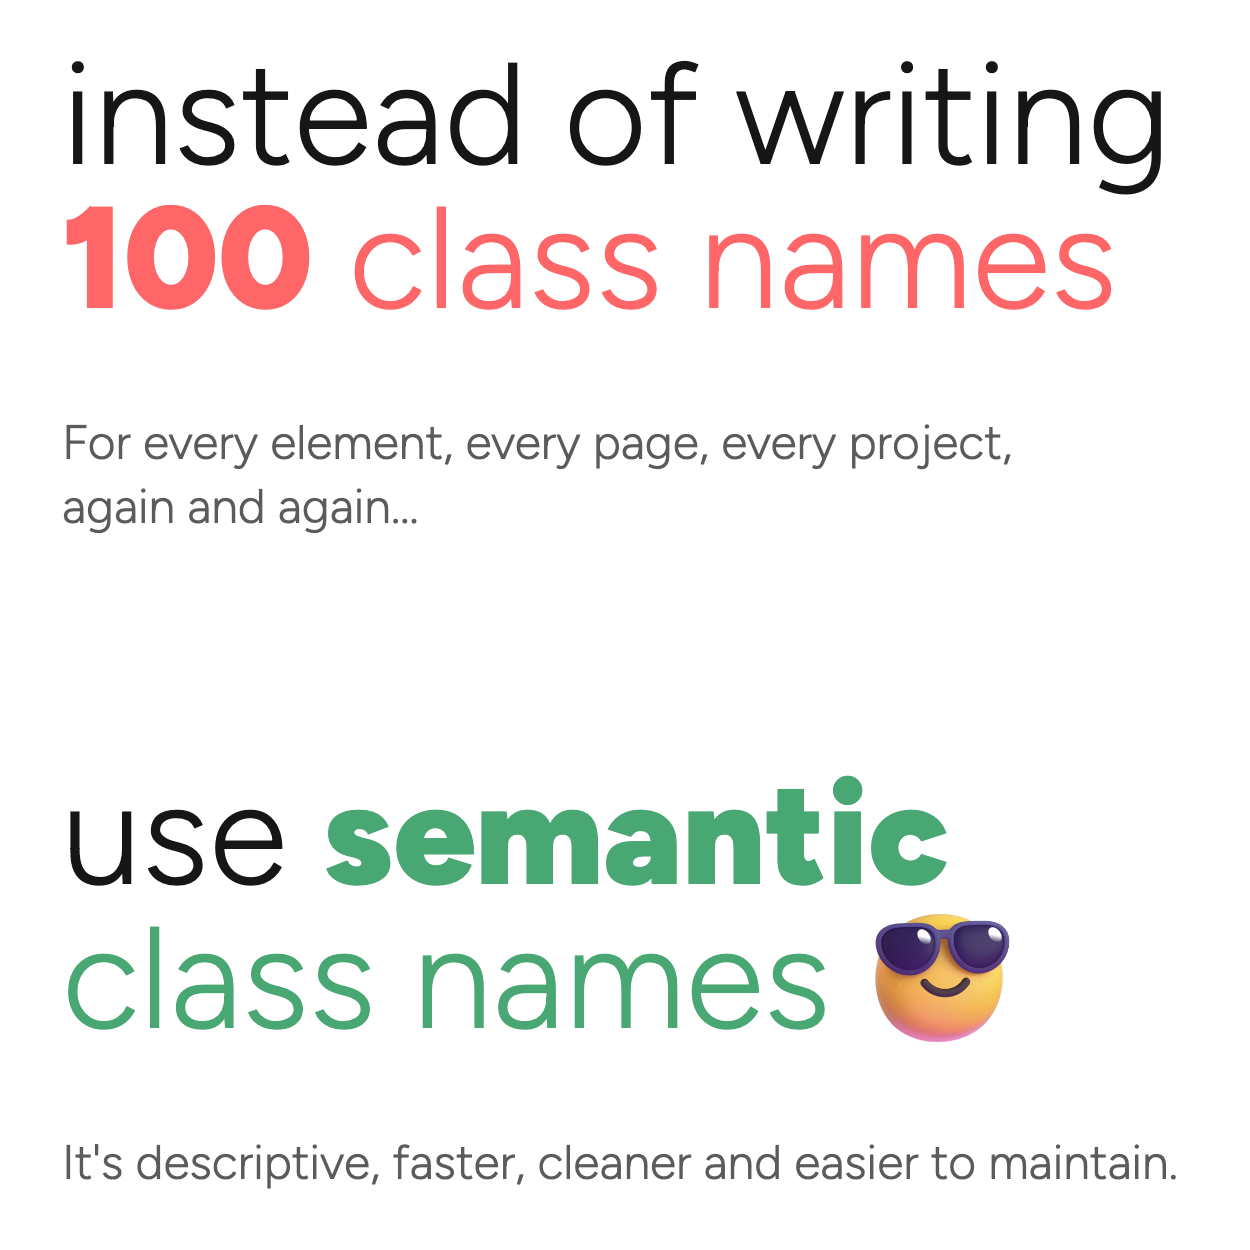 instead of writing
100 class names
For every element, every page, every project,
again and again...
use semantic
class names 😎
It's descriptive, faster, cleaner and easier to maintain.